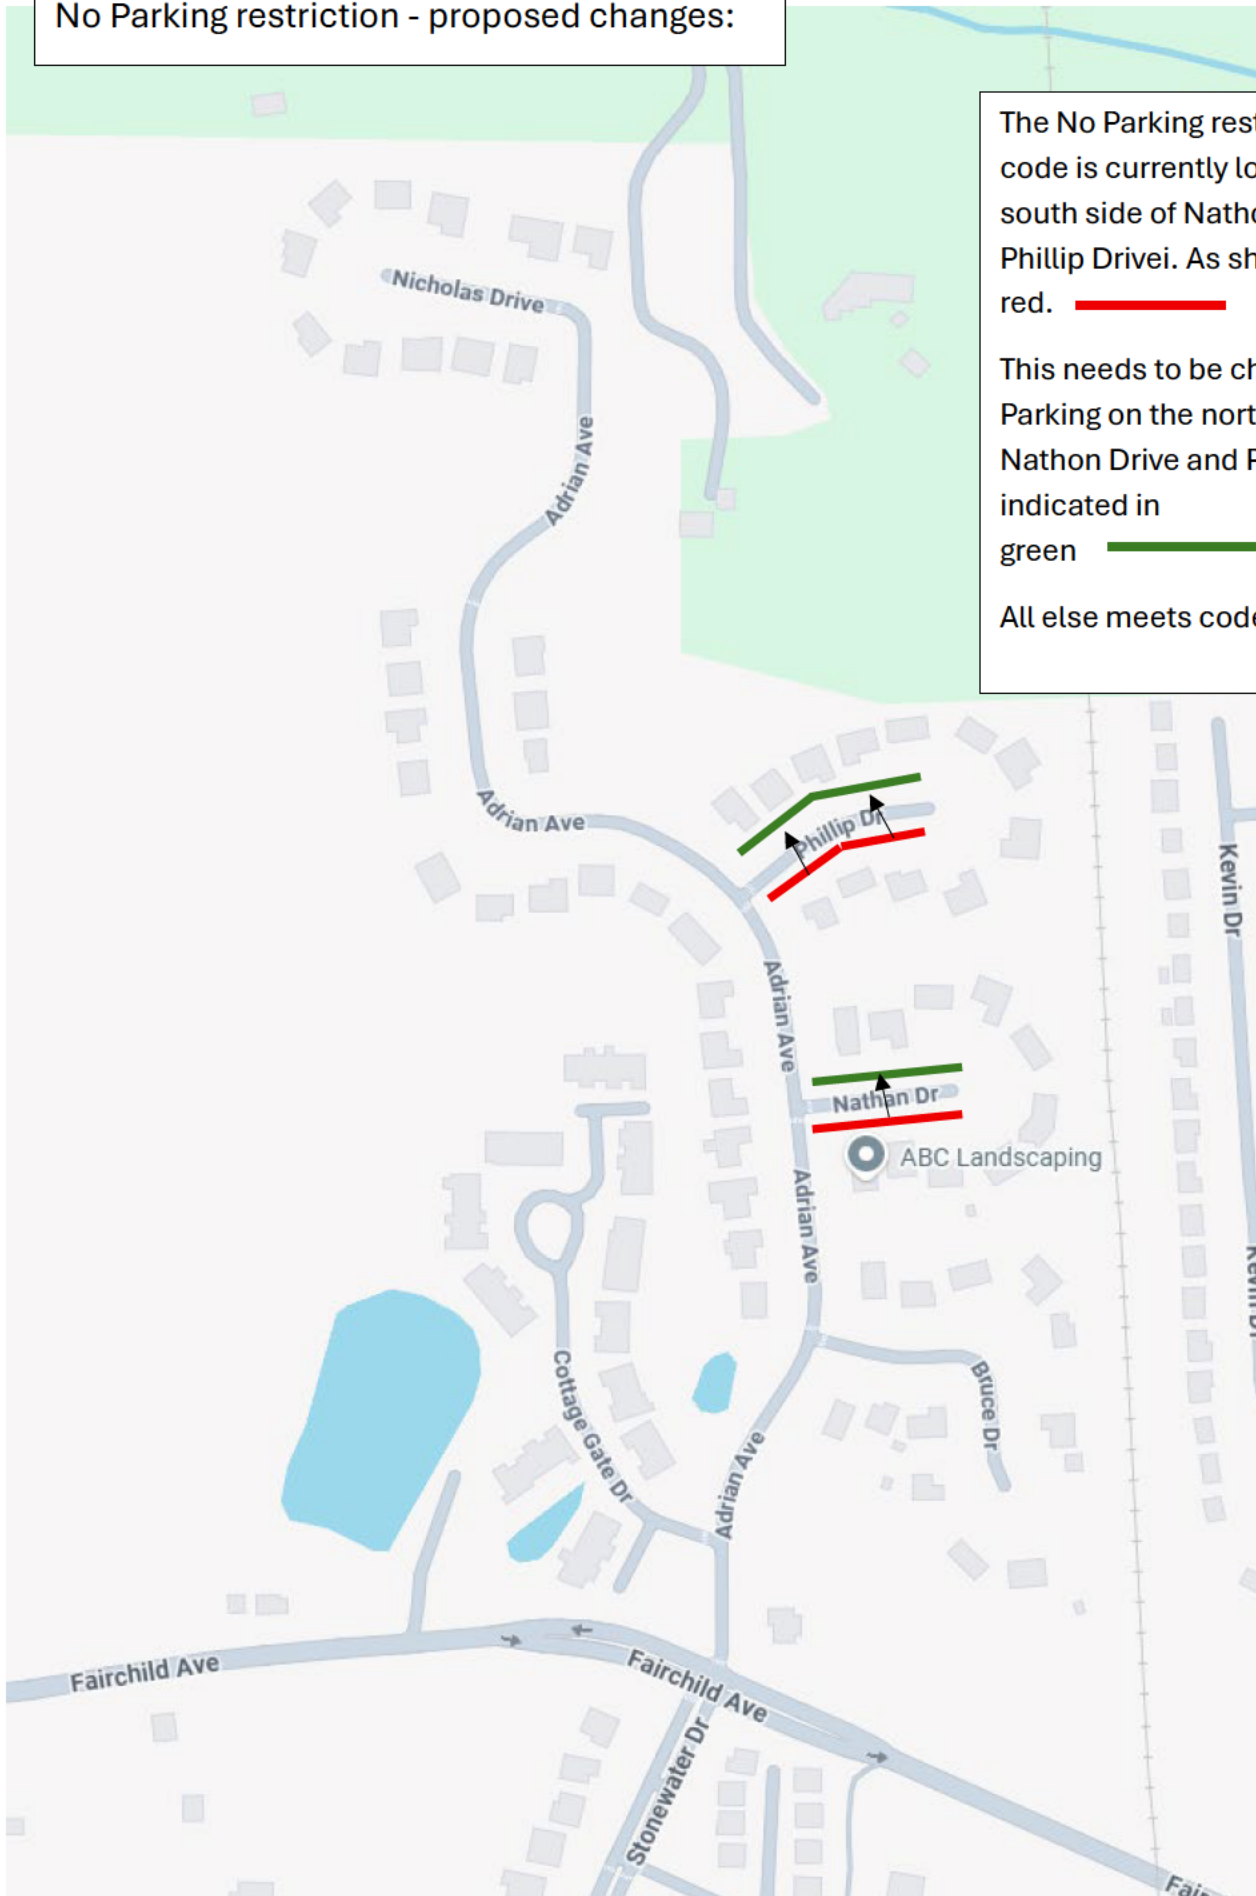 No Parking restriction - proposed changes:
The No Parking rest
code is currently lo
south side of Natho
Phillip Drivei. As sh
red.
This needs to be ch
Parking on the nort
Nathon Drive and P
indicated in
green
All else meets code
Nicholas Drive
Adrian Ave
Adrian Ave
Phillip Dr
Kevin Dr
Adrian Ave
Nathan Dr
ABC Landscaping
Adrian Ave
Kevin Dr
Cottage Gate Dr
Bruce Dr
Adrian Ave
Fairchild Ave
Fairchild Ave
Stonewater Dr
Fair